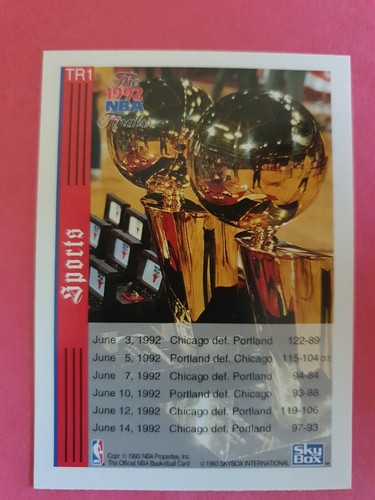 TR1
The
1992
NBA
Finals
Sports
June 3, 1992 Chicago def. Portland 122-89
June 5, 1992 Portland def. Chicago 115-104 OT
June 7, 1992 Chicago def. Portland 94-84
June 10, 1992 Portland def. Chicago 93-88
June 12, 1992 Chicago def. Portland 119-106
June 14, 1992 Chicago def. Portland 97-93
Copr. © 1993 NBA Properties, Inc.
The Official NBA Basketball Card
© 1993 SKYBOX INTERNATIONAL
Sky
Box